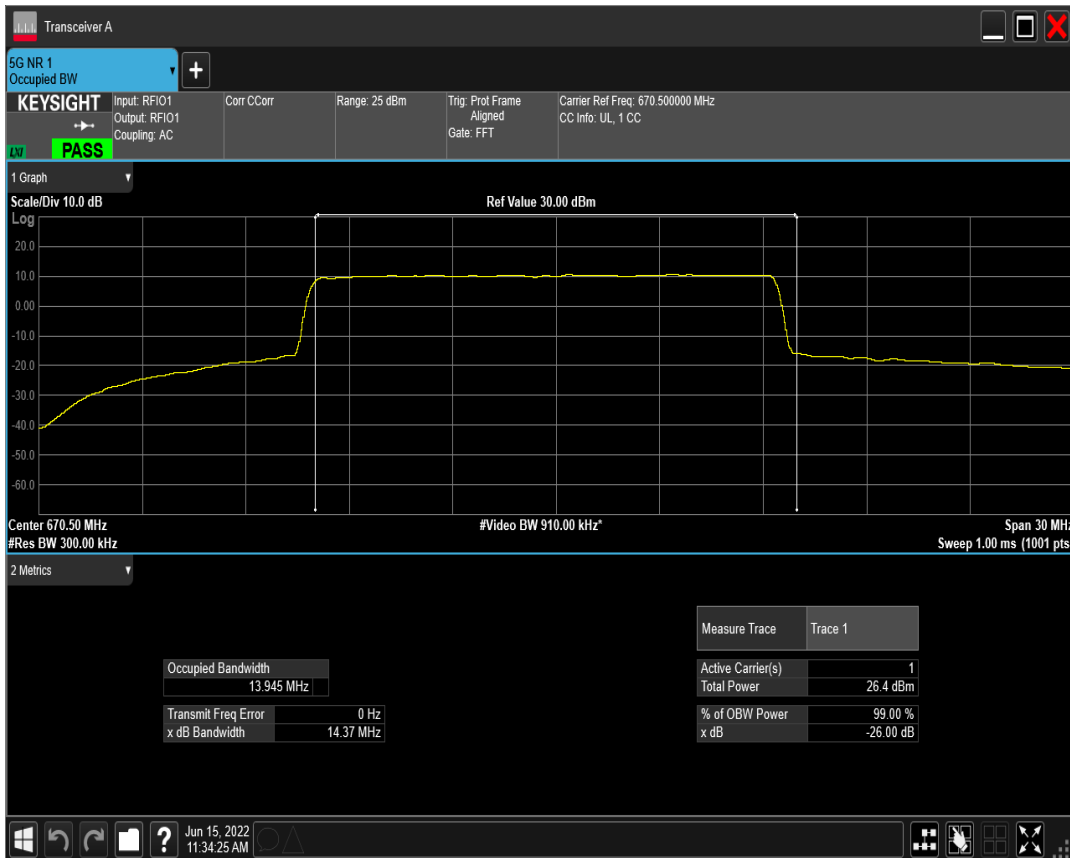 Transceiver A
5G NR 1
Occupied BW
KEYSIGHT
LXI
PASS
Input: RFIO1
Output: RFIO1
Coupling: AC
Corr CCorr
Range: 25 dBm
Trig: Prot Frame
Aligned
Gate: FFT
Carrier Ref Freq: 670.500000 MHz
CC Info: UL, 1 CC
1 Graph
Scale/Div 10.0 dB
Ref Value 30.00 dBm
Log
20.0
10.0
0.00
-10.0
-20.0
-30.0
-40.0
-50.0
-60.0
Center 670.50 MHz
#Video BW 910.00 kHz*
Span 30 MHz
#Res BW 300.00 kHz
Sweep 1.00 ms (1001 pts
2 Metrics
Measure Trace
Trace 1
Occupied Bandwidth
13.945 MHz
Active Carrier(s)
1
Total Power
26.4 dBm
Transmit Freq Error
0 Hz
x dB Bandwidth
14.37 MHz
% of OBW Power
99.00 %
x dB
-26.00 dB
?
Jun 15, 2022
11:34:25 AM